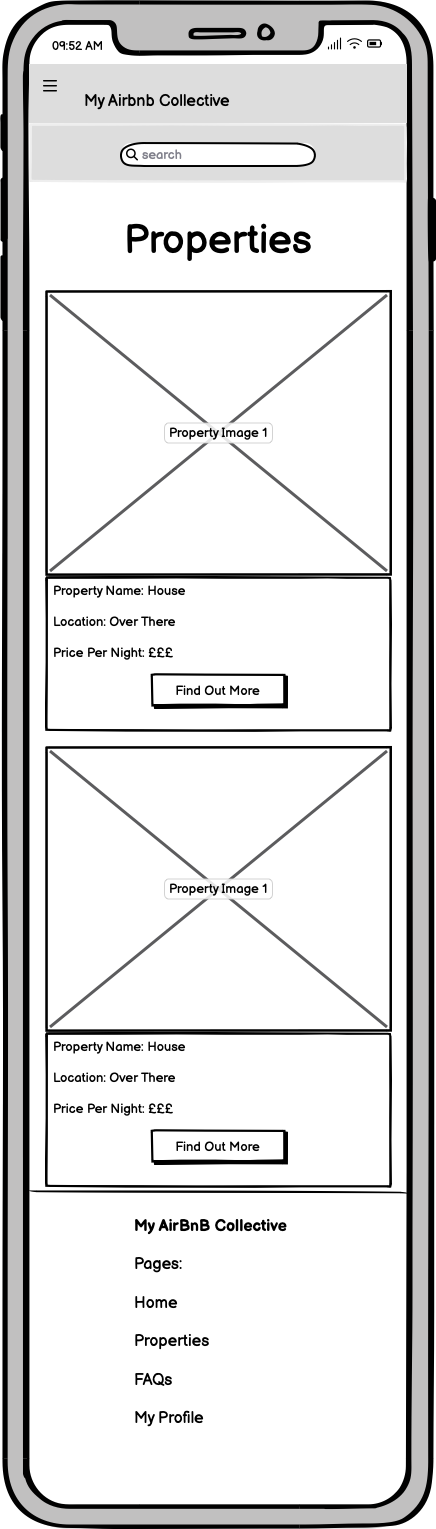 09:52 AM
My Airbnb Collective
search
Properties
Property Image 1
Property Name: House
Location: Over There
Price Per Night: £££
Find Out More
Property Image 1
Property Name: House
Location: Over There
Price Per Night: £££
Find Out More
My AirBnB Collective
Pages:
Home
Properties
FAQs
My Profile